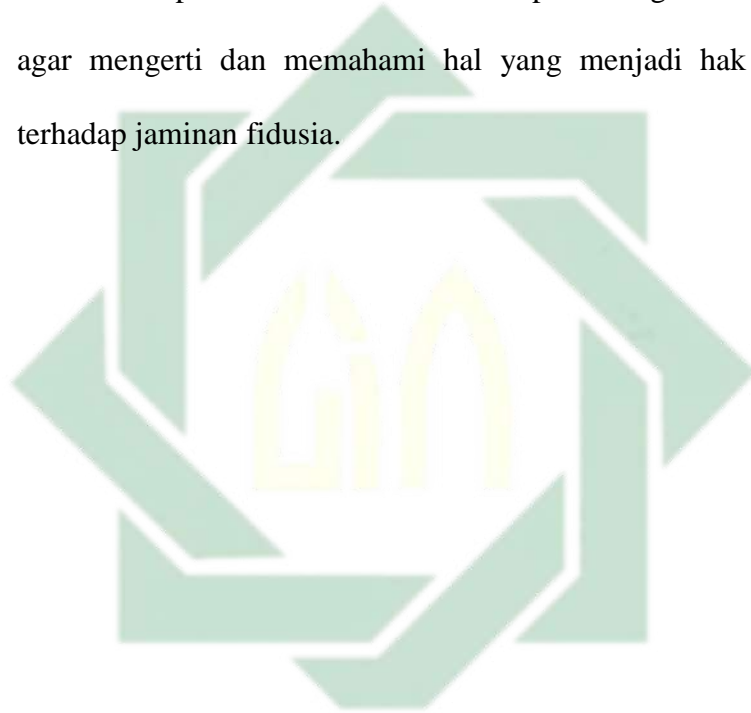 agar mengerti dan memahami hal yang menjadi hak
terhadap jaminan fidusia.